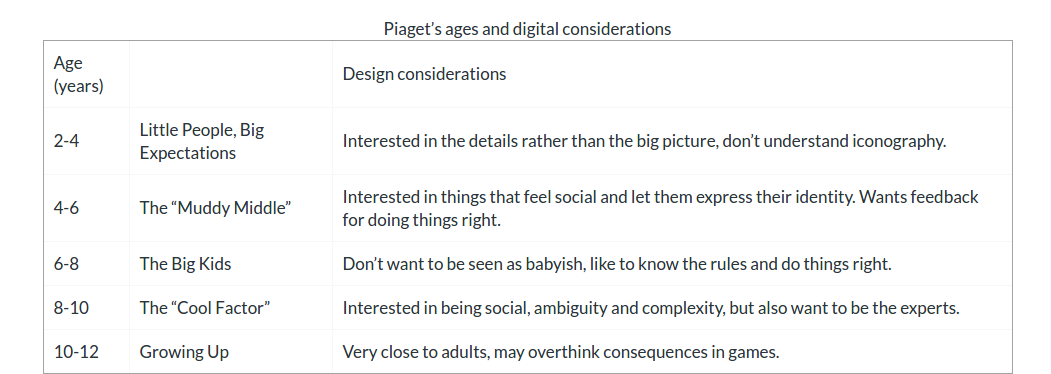 Piaget’s ages and digital considerations
Age
(years)
Design considerations
2-4
Little People, Big
Expectations
Interested in the details rather than the big picture, don’t understand iconography.
4-6
The “Muddy Middle”
Interested in things that feel social and let them express their identity. Wants feedback
for doing things right.
6-8
The Big Kids
Don’t want to be seen as babyish, like to know the rules and do things right.
8-10
The “Cool Factor”
Interested in being social, ambiguity and complexity, but also want to be the experts.
10-12
Growing Up
Very close to adults, may overthink consequences in games.